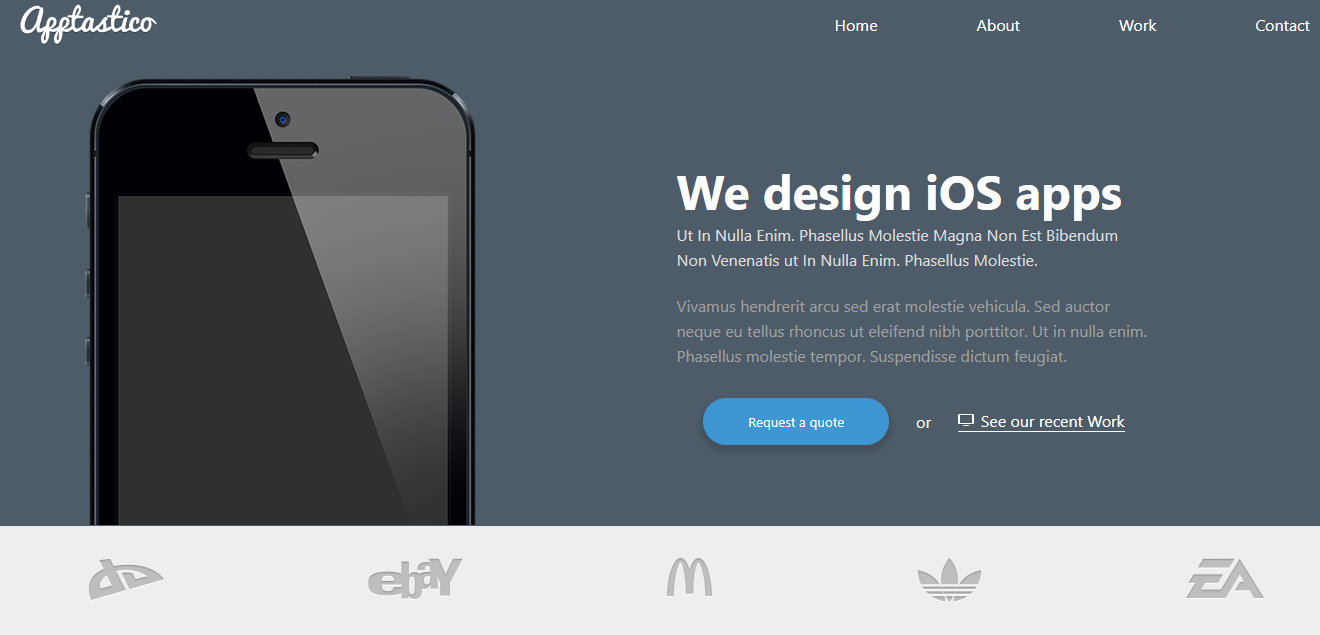 Apptastico
Home About Work Contact
We design iOS apps
Ut In Nulla Enim. Phasellus Molestie Magna Non Est Bibendum
Non Venenatis ut In Nulla Enim. Phasellus Molestie.
Vivamus hendrerit arcu sed erat molestie vehicula. Sed auctor
neque eu tellus rhoncus ut eleifend nibh porttitor. Ut in nulla enim.
Phasellus molestie tempor. Suspendisse dictum feugiat.
Request a quote or See our recent Work
ebaY EA